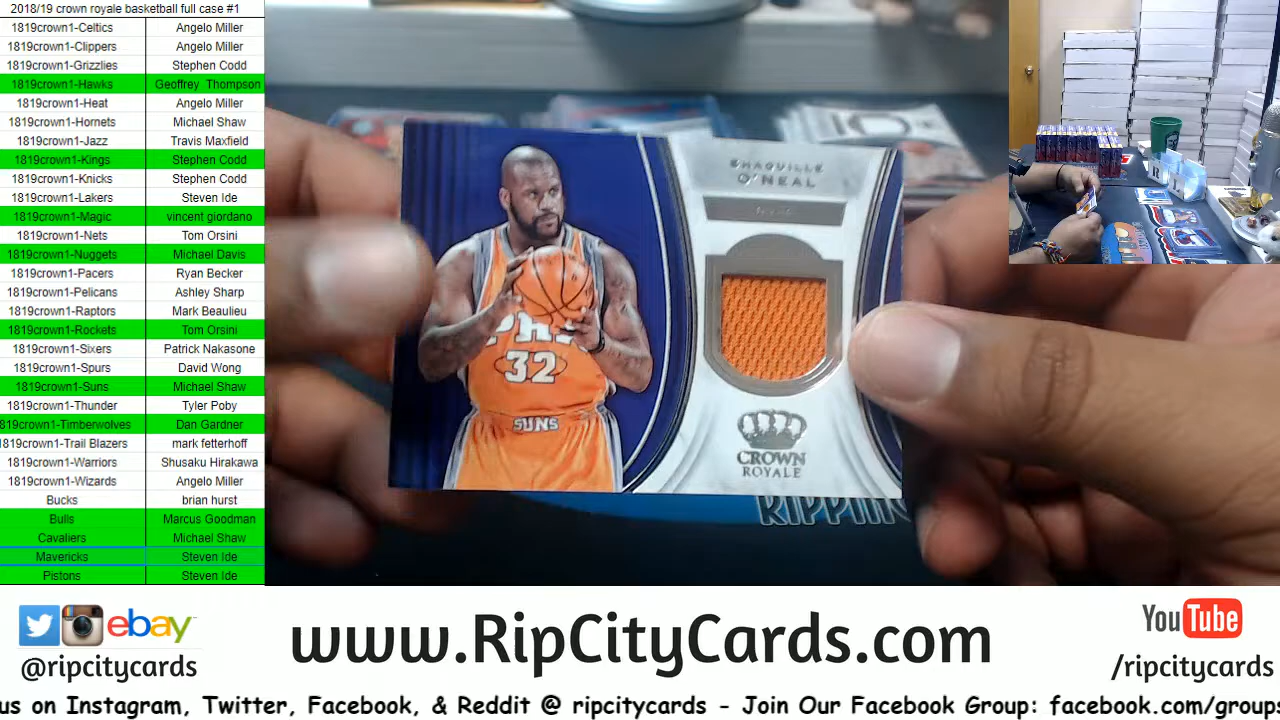 2018/19 crown royale basketball full case #1
1819crown1-Celtics Angelo Miller
1819crown1-Clippers Angelo Miller
1819crown1-Grizzlies Stephen Codd
1819crown1-Hawks Geoffrey Thompson
1819crown1-Heat Angelo Miller
1819crown1-Hornets Michael Shaw
1819crown1-Jazz Travis Maxfield
1819crown1-Kings Stephen Codd
1819crown1-Knicks Stephen Codd
1819crown1-Lakers Steven Ide
1819crown1-Magic vincent giordano
1819crown1-Nets Tom Orsini
1819crown1-Nuggets Michael Davis
1819crown1-Pacers Ryan Becker
1819crown1-Pelicans Ashley Sharp
1819crown1-Raptors Mark Beaulieu
1819crown1-Rockets Tom Orsini
1819crown1-Sixers Patrick Nakasone
1819crown1-Spurs David Wong
1819crown1-Suns Michael Shaw
1819crown1-Thunder Tyler Poby
1819crown1-Timberwolves Dan Gardner
1819crown1-Trail Blazers mark fetterhoff
1819crown1-Warriors Shusaku Hirakawa
1819crown1-Wizards Angelo Miller
Bucks brian hurst
Bulls Marcus Goodman
Cavaliers Michael Shaw
Mavericks Steven Ide
Pistons Steven Ide
SHAQUILLE
O'NEAL
PH
32
SUNS
CROWN
ROYALE
RIPPIN
ebay
@ripcitycards
www.RipCityCards.com
YouTube
/ripcitycards
us on Instagram, Twitter, Facebook, & Reddit @ ripcitycards - Join Our Facebook Group: facebook.com/groups